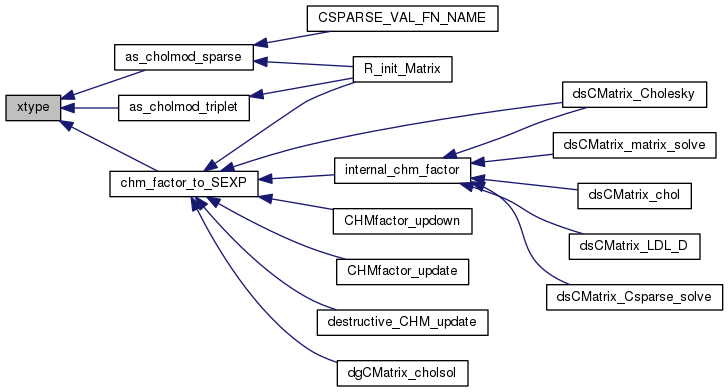 CSPARSE_VAL_FN_NAME
as_cholmod_sparse
R_init_Matrix
xtype
as_cholmod_triplet
dsCMatrix_Cholesky
dsCMatrix_matrix_solve
internal_chm_factor
chm_factor_to_SEXP
dsCMatrix_chol
CHMfactor_updown
dsCMatrix_LDL_D
CHMfactor_update
dsCMatrix_Csparse_solve
destructive_CHM_update
dgCMatrix_cholsol